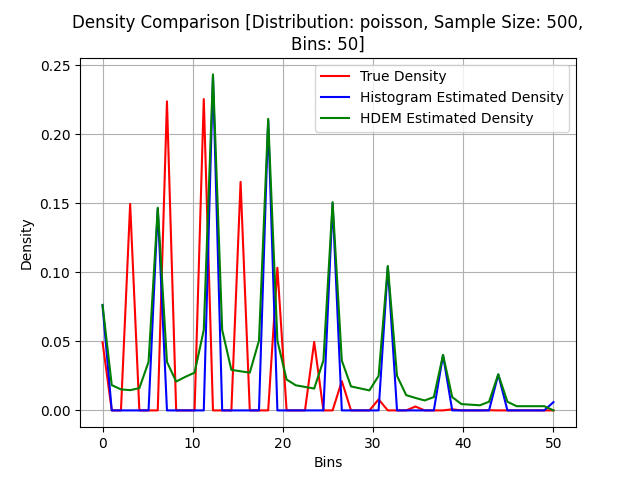 Density Comparison [Distribution: poisson, Sample Size: 500,
Bins: 50]
0.25
0.20
0.15
0.10
0.05
0.00
Density
True Density
Histogram Estimated Density
HDEM Estimated Density
0 10 20 30 40 50
Bins